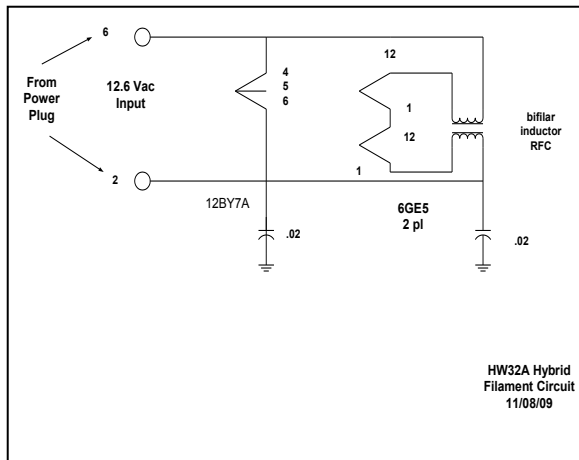 6
12
From
Power
Plug
12.6 Vac
Input
4
5
6
1
12
bifilar
inductor
RFC
2
1
12BY7A
6GE5
2 pl
.02
.02
HW32A Hybrid
Filament Circuit
11/08/09